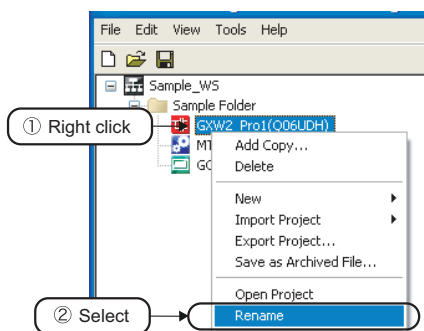 File Edit View Tools Help
Sample_WS
Sample Folder
① Right click
GXW2_Pro1(Q06UDH)
MT
GO
Add Copy...
Delete
New
Import Project
Export Project...
Save as Archived File...
Open Project
② Select
Rename